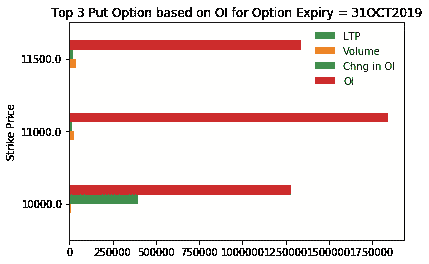 Top 3 Put Option based on OI for Option Expiry = 31OCT2019
LTP
Volume
Chng in OI
OI
Strike Price
11500.0
11000.0
10000.0
0 250000 500000 750000 1000000 1250000 1500000 1750000